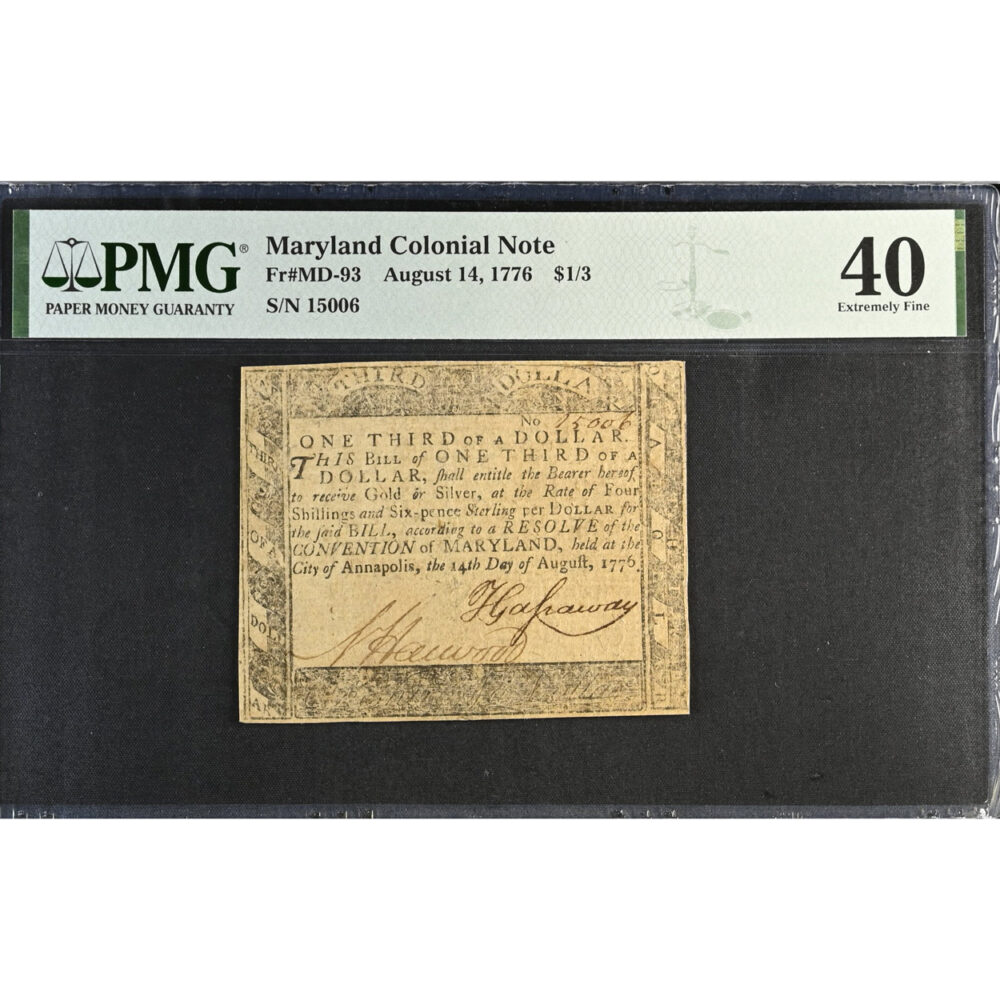 PMG®
PAPER MONEY GUARANTY
Maryland Colonial Note
Fr#MD-93 August 14, 1776 $1/3
S/N 15006
40
Extremely Fine
THIRD DOLLAR
No 15006
ONE THIRD OF A DOLLAR.
THIS BILL of ONE THIRD OF A
DOLLAR, ſhall entitle the Bearer hereof,
to receive Gold or Silver, at the Rate of Four
Shillings and Six-pence Sterling per DOLLAR for
the ſaid BILL, according to a RESOLVE of the
CONVENTION of MARYLAND, held at the
City of Annapolis, the 14th Day of Auguſt, 1776.
THIRD
OF A
DOLL
AR